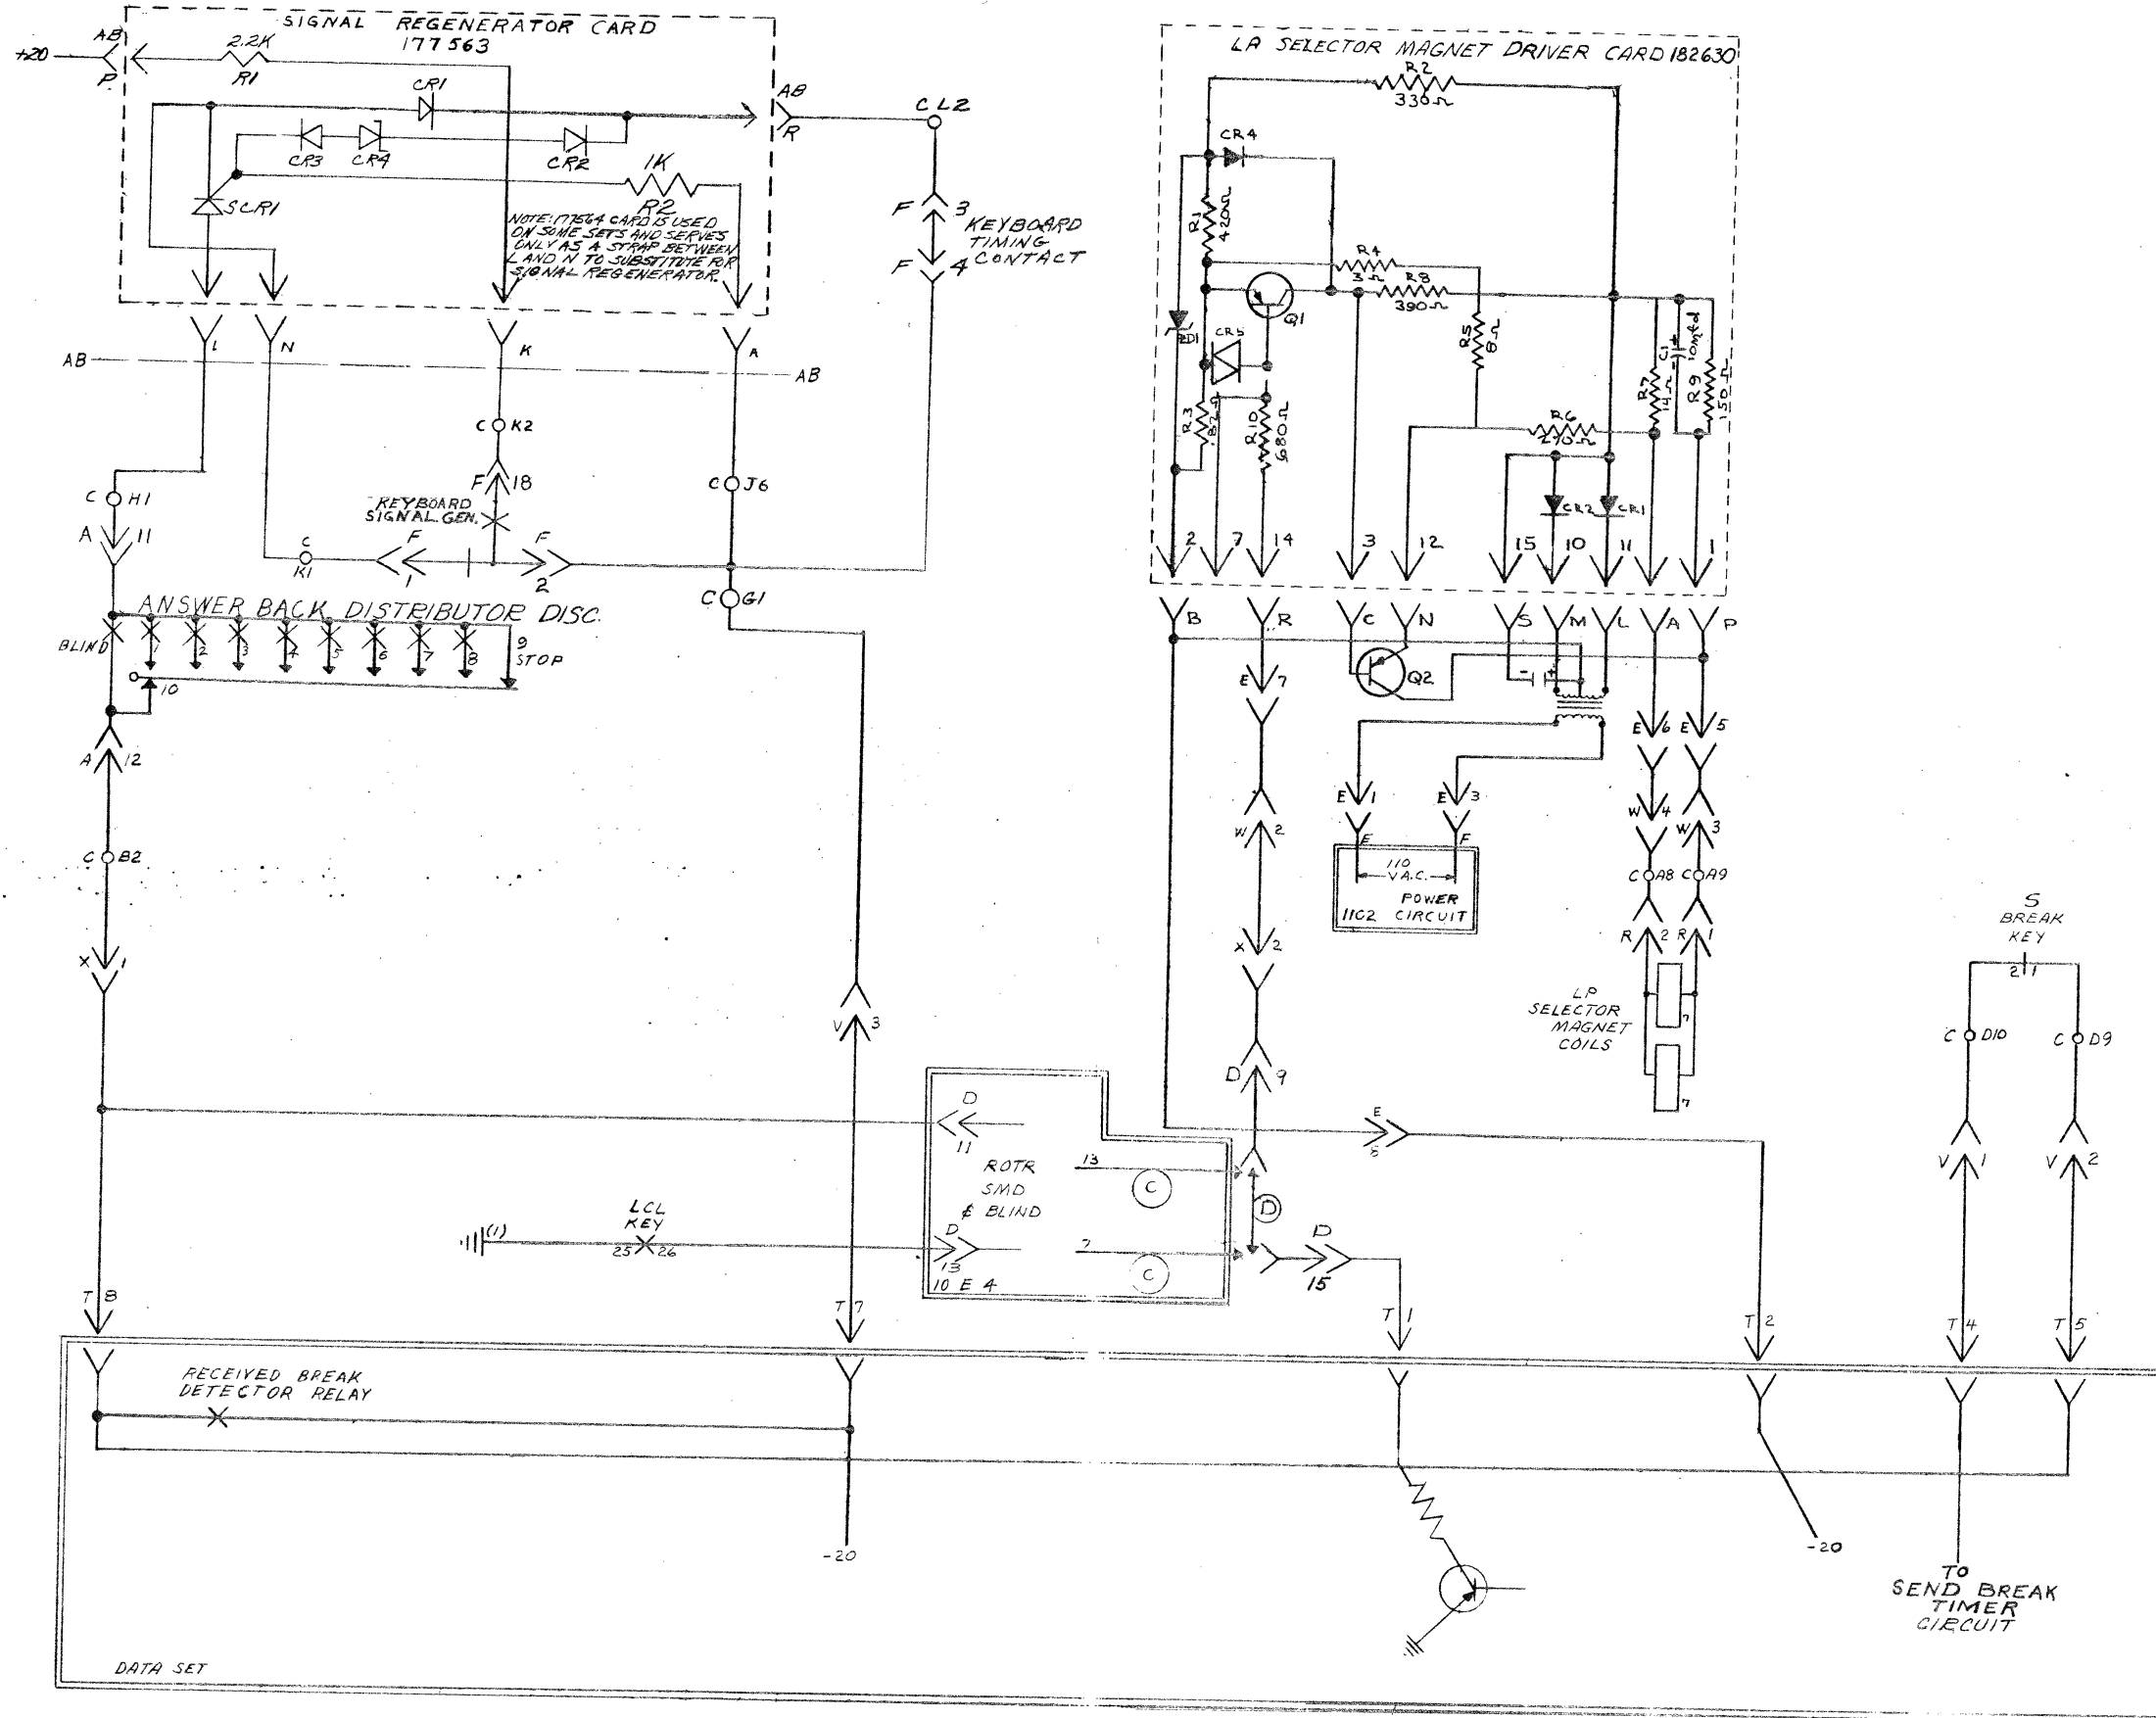 SIGNAL REGENERATOR CARD
177563
+20
AB
P
2.2K
R1
CR1
CR3
CR4
CR2
SCR1
1K
R2
NOTE: 177564 CARD IS USED
ON SOME SETS AND SERVES
ONLY AS A STRAP BETWEEN
L AND N TO SUBSTITUTE FOR
SIGNAL REGENERATOR.
AB
R
C L2
F 3
KEYBOARD
TIMING
CONTACT
F 4
L
N
K
A
AB
AB
C K2
F 18
KEYBOARD
SIGNAL GEN.
C J6
C H1
A 11
C
K1
F
1
F
2
C G1
ANSWER BACK DISTRIBUTOR DISC.
BLIND
1
2
3
4
5
6
7
8
9
STOP
10
A 12
C B2
X 1
V 3
LA SELECTOR MAGNET DRIVER CARD 182630
R2
330Ω
CR4
R1
420Ω
R4
3Ω
R8
390Ω
Q1
ZD1
CR5
R5
8Ω
C1
10mfd
R7
14Ω
R9
150Ω
R3
R10
680Ω
R6
270Ω
CR2
CR1
2
7
14
3
12
15
10
11
1
B
R
C
N
S
M
L
A
P
Q2
- +
E 7
E 6
E 5
E 1
E 3
W 2
W 4
W 3
E
F
110
V.A.C.
POWER
11C2 CIRCUIT
C A8
C A9
X 2
R 2
R 1
LP
SELECTOR
MAGNET
COILS
7
7
S
BREAK
KEY
2 1
C D10
C D9
D 9
E
V 1
V 2
D
11
ROTR
SMD
& BLIND
13
C
D
D
13
7
C
10 E 4
D
15
LCL
KEY
(1)
25 26
T 8
T 7
T 1
T 2
T 4
T 5
RECEIVED BREAK
DETECTOR RELAY
-20
-20
TO
SEND BREAK
TIMER
CIRCUIT
DATA SET